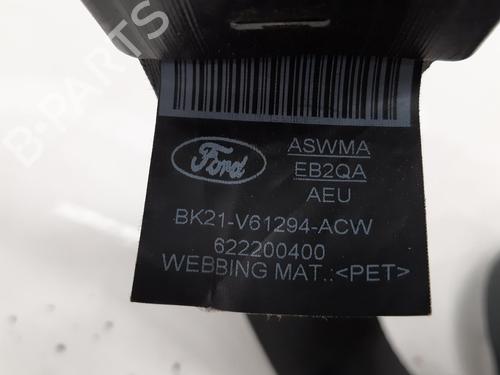 B-PARTS
Ford
ASWMA
EB2QA
AEU
BK21-V61294-ACW
622200400
WEBBING MAT.:<PET>